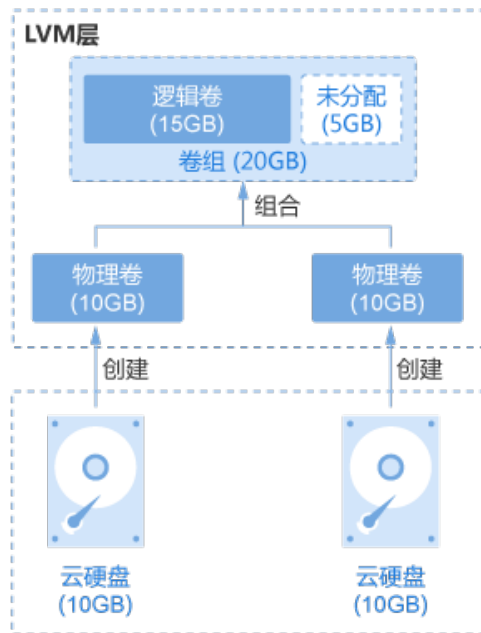 LVM层
逻辑卷
(15GB)
未分配
(5GB)
卷组 (20GB)
组合
物理卷
(10GB)
物理卷
(10GB)
创建
创建
云硬盘
(10GB)
云硬盘
(10GB)